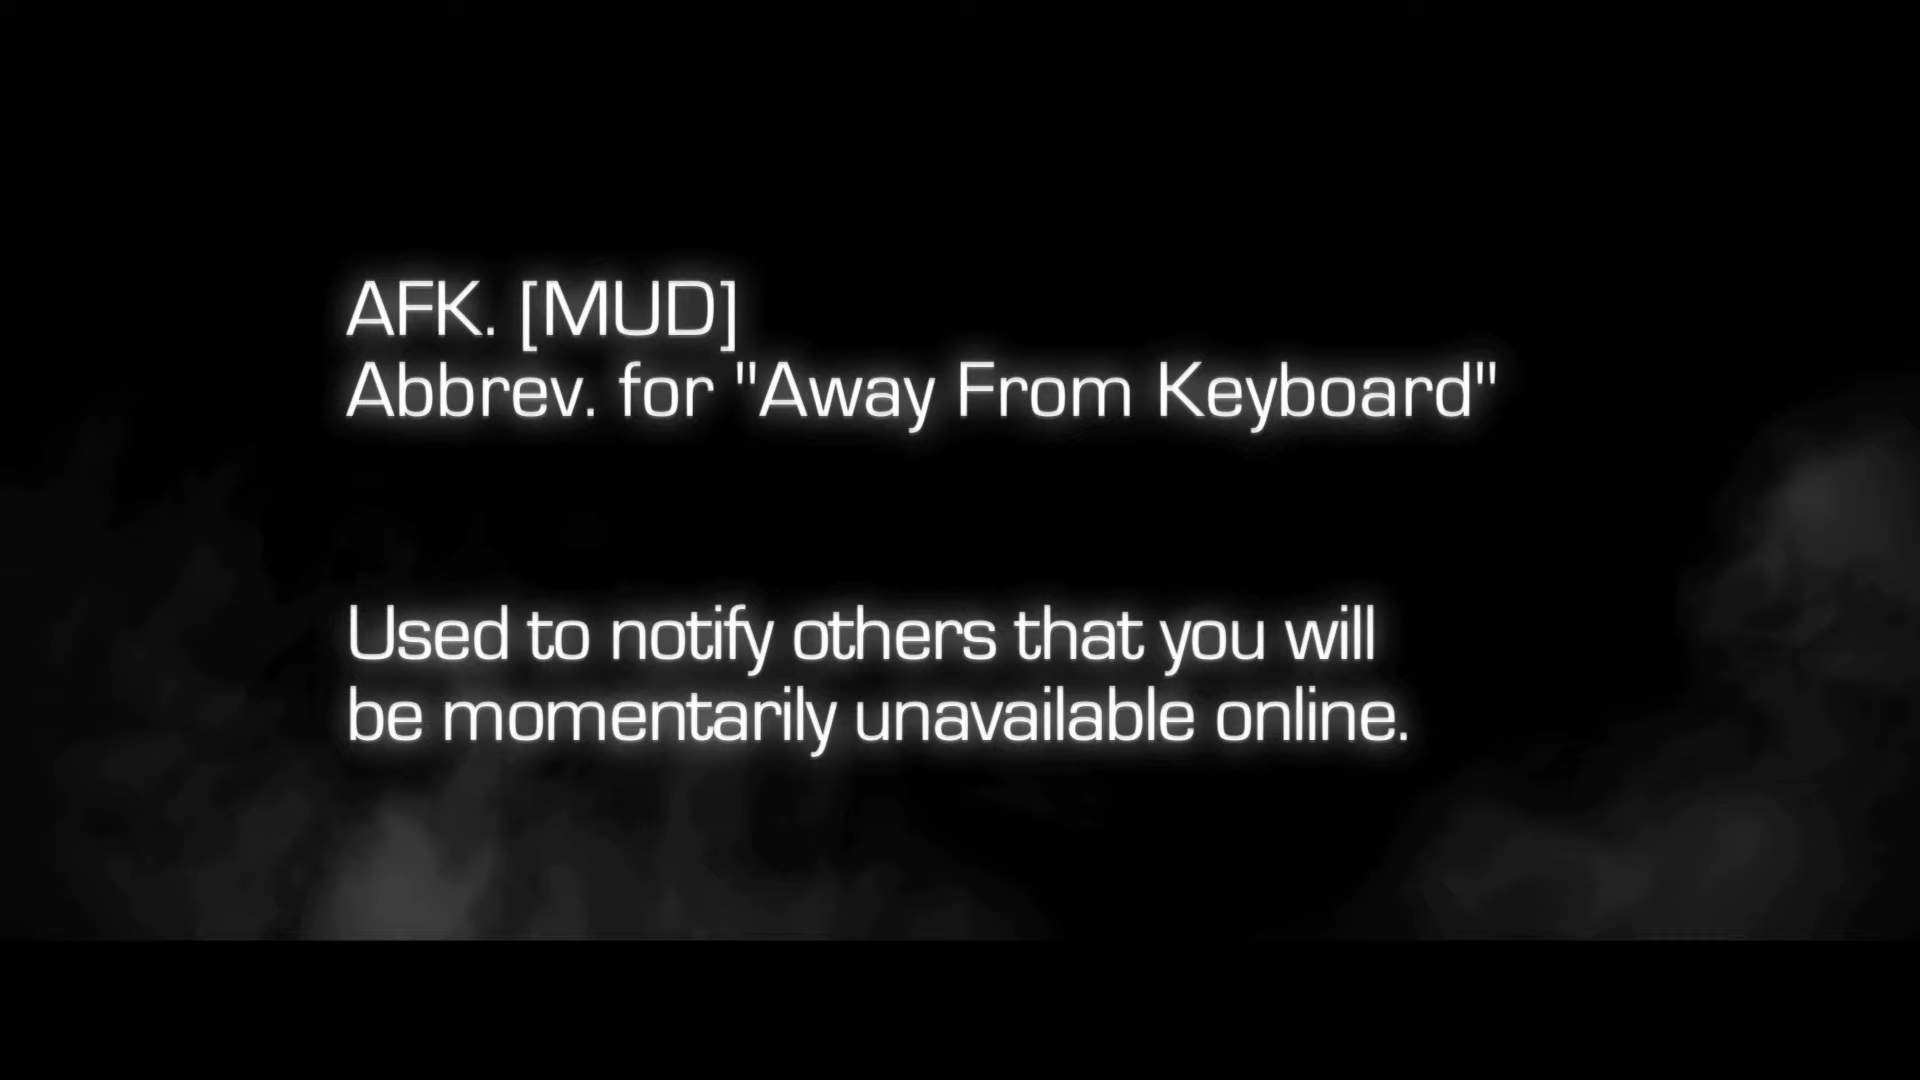 AFK. [MUD]
Abbrev. for "Away From Keyboard"
Used to notify others that you will
be momentarily unavailable online.